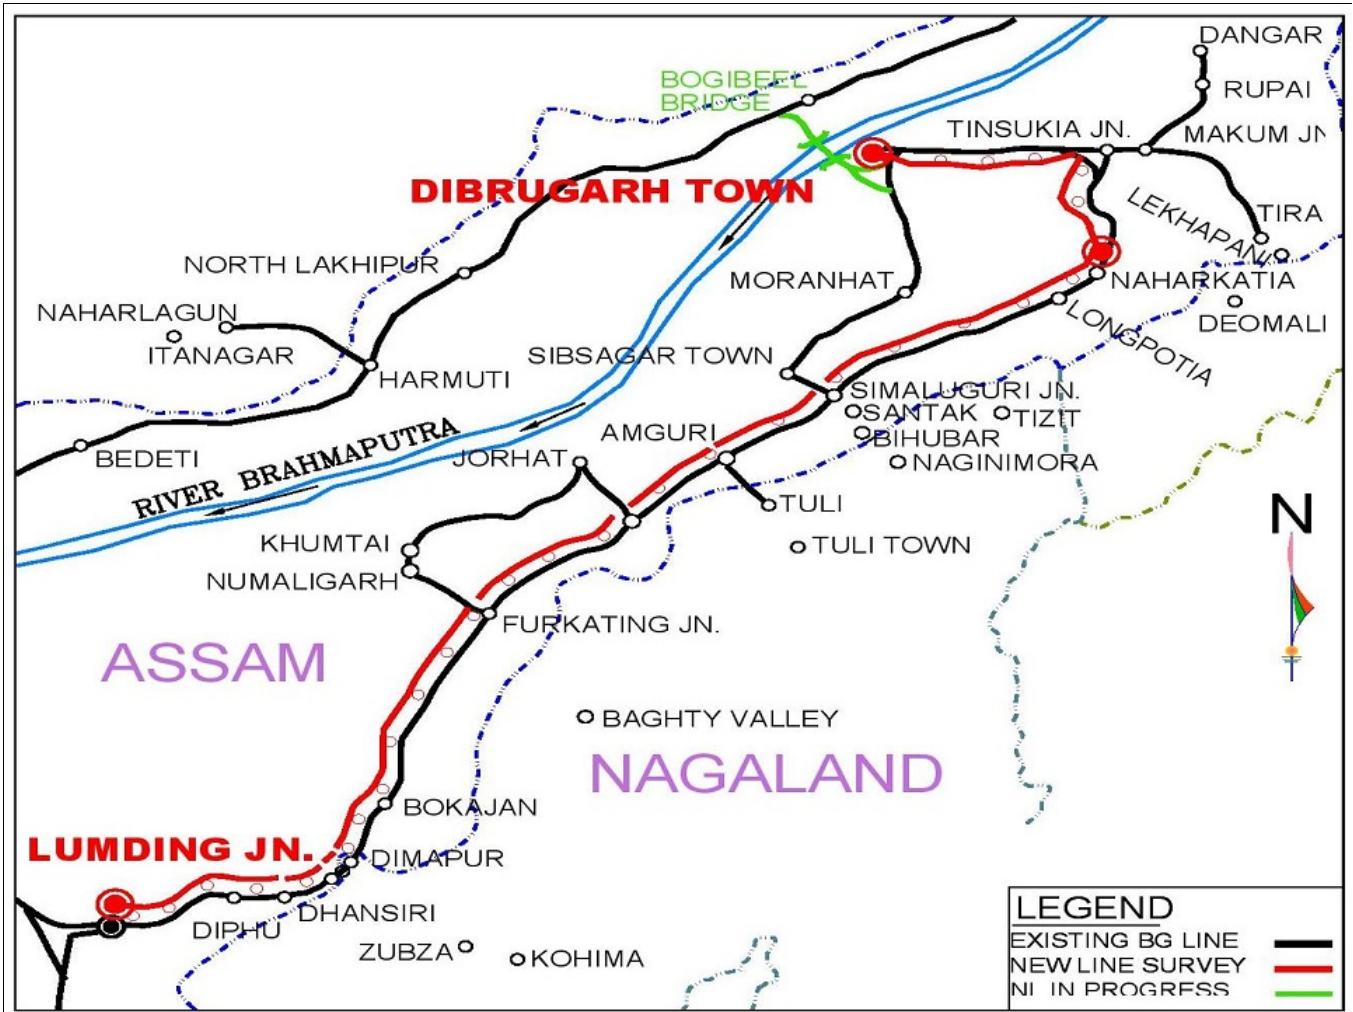 DANGAR
BOGIBEEL
BRIDGE
RUPAI
TINSUKIA JN.
MAKUM JN
DIBRUGARH TOWN
LEKHAPANI
TIRA
NORTH LAKHIPUR
MORANHAT
NAHARKATIA
NAHARLAGUN
DEOMALI
ITANAGAR
SIBSAGAR TOWN
LONGPOTIA
HARMUTI
SIMALUGURI JN.
SANTAK
TIZIT
AMGURI
BIHUBAR
RIVER BRAHMAPUTRA
BEDETI
JORHAT
NAGINIMORA
TULI
N
KHUMTAI
TULI TOWN
NUMALIGARH
FURKATING JN.
ASSAM
BAGHTY VALLEY
NAGALAND
BOKAJAN
LUMDING JN.
DIMAPUR
DHANSIRI
DIPHU
ZUBZA
KOHIMA
LEGEND
EXISTING BG LINE
NEW LINE SURVEY
NL IN PROGRESS